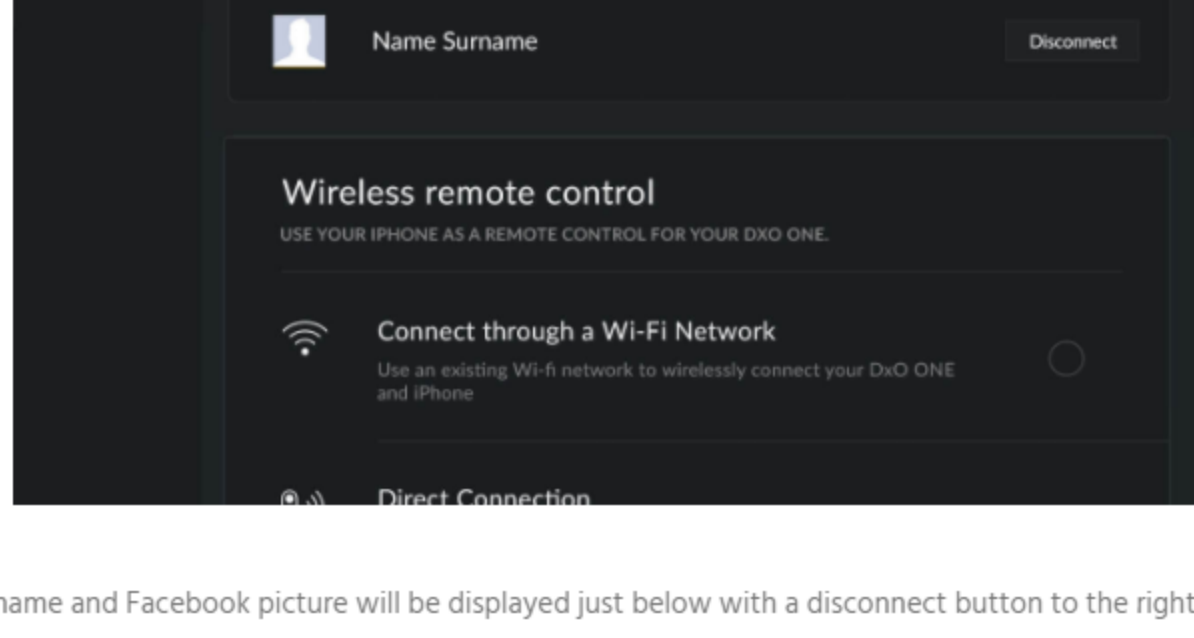 Name Surname
Disconnect
Wireless remote control
USE YOUR IPHONE AS A REMOTE CONTROL FOR YOUR DXO ONE.
Connect through a Wi-Fi Network
Use an existing Wi-fi network to wirelessly connect your DxO ONE
and iPhone
Direct Connection
name and Facebook picture will be displayed just below with a disconnect button to the right